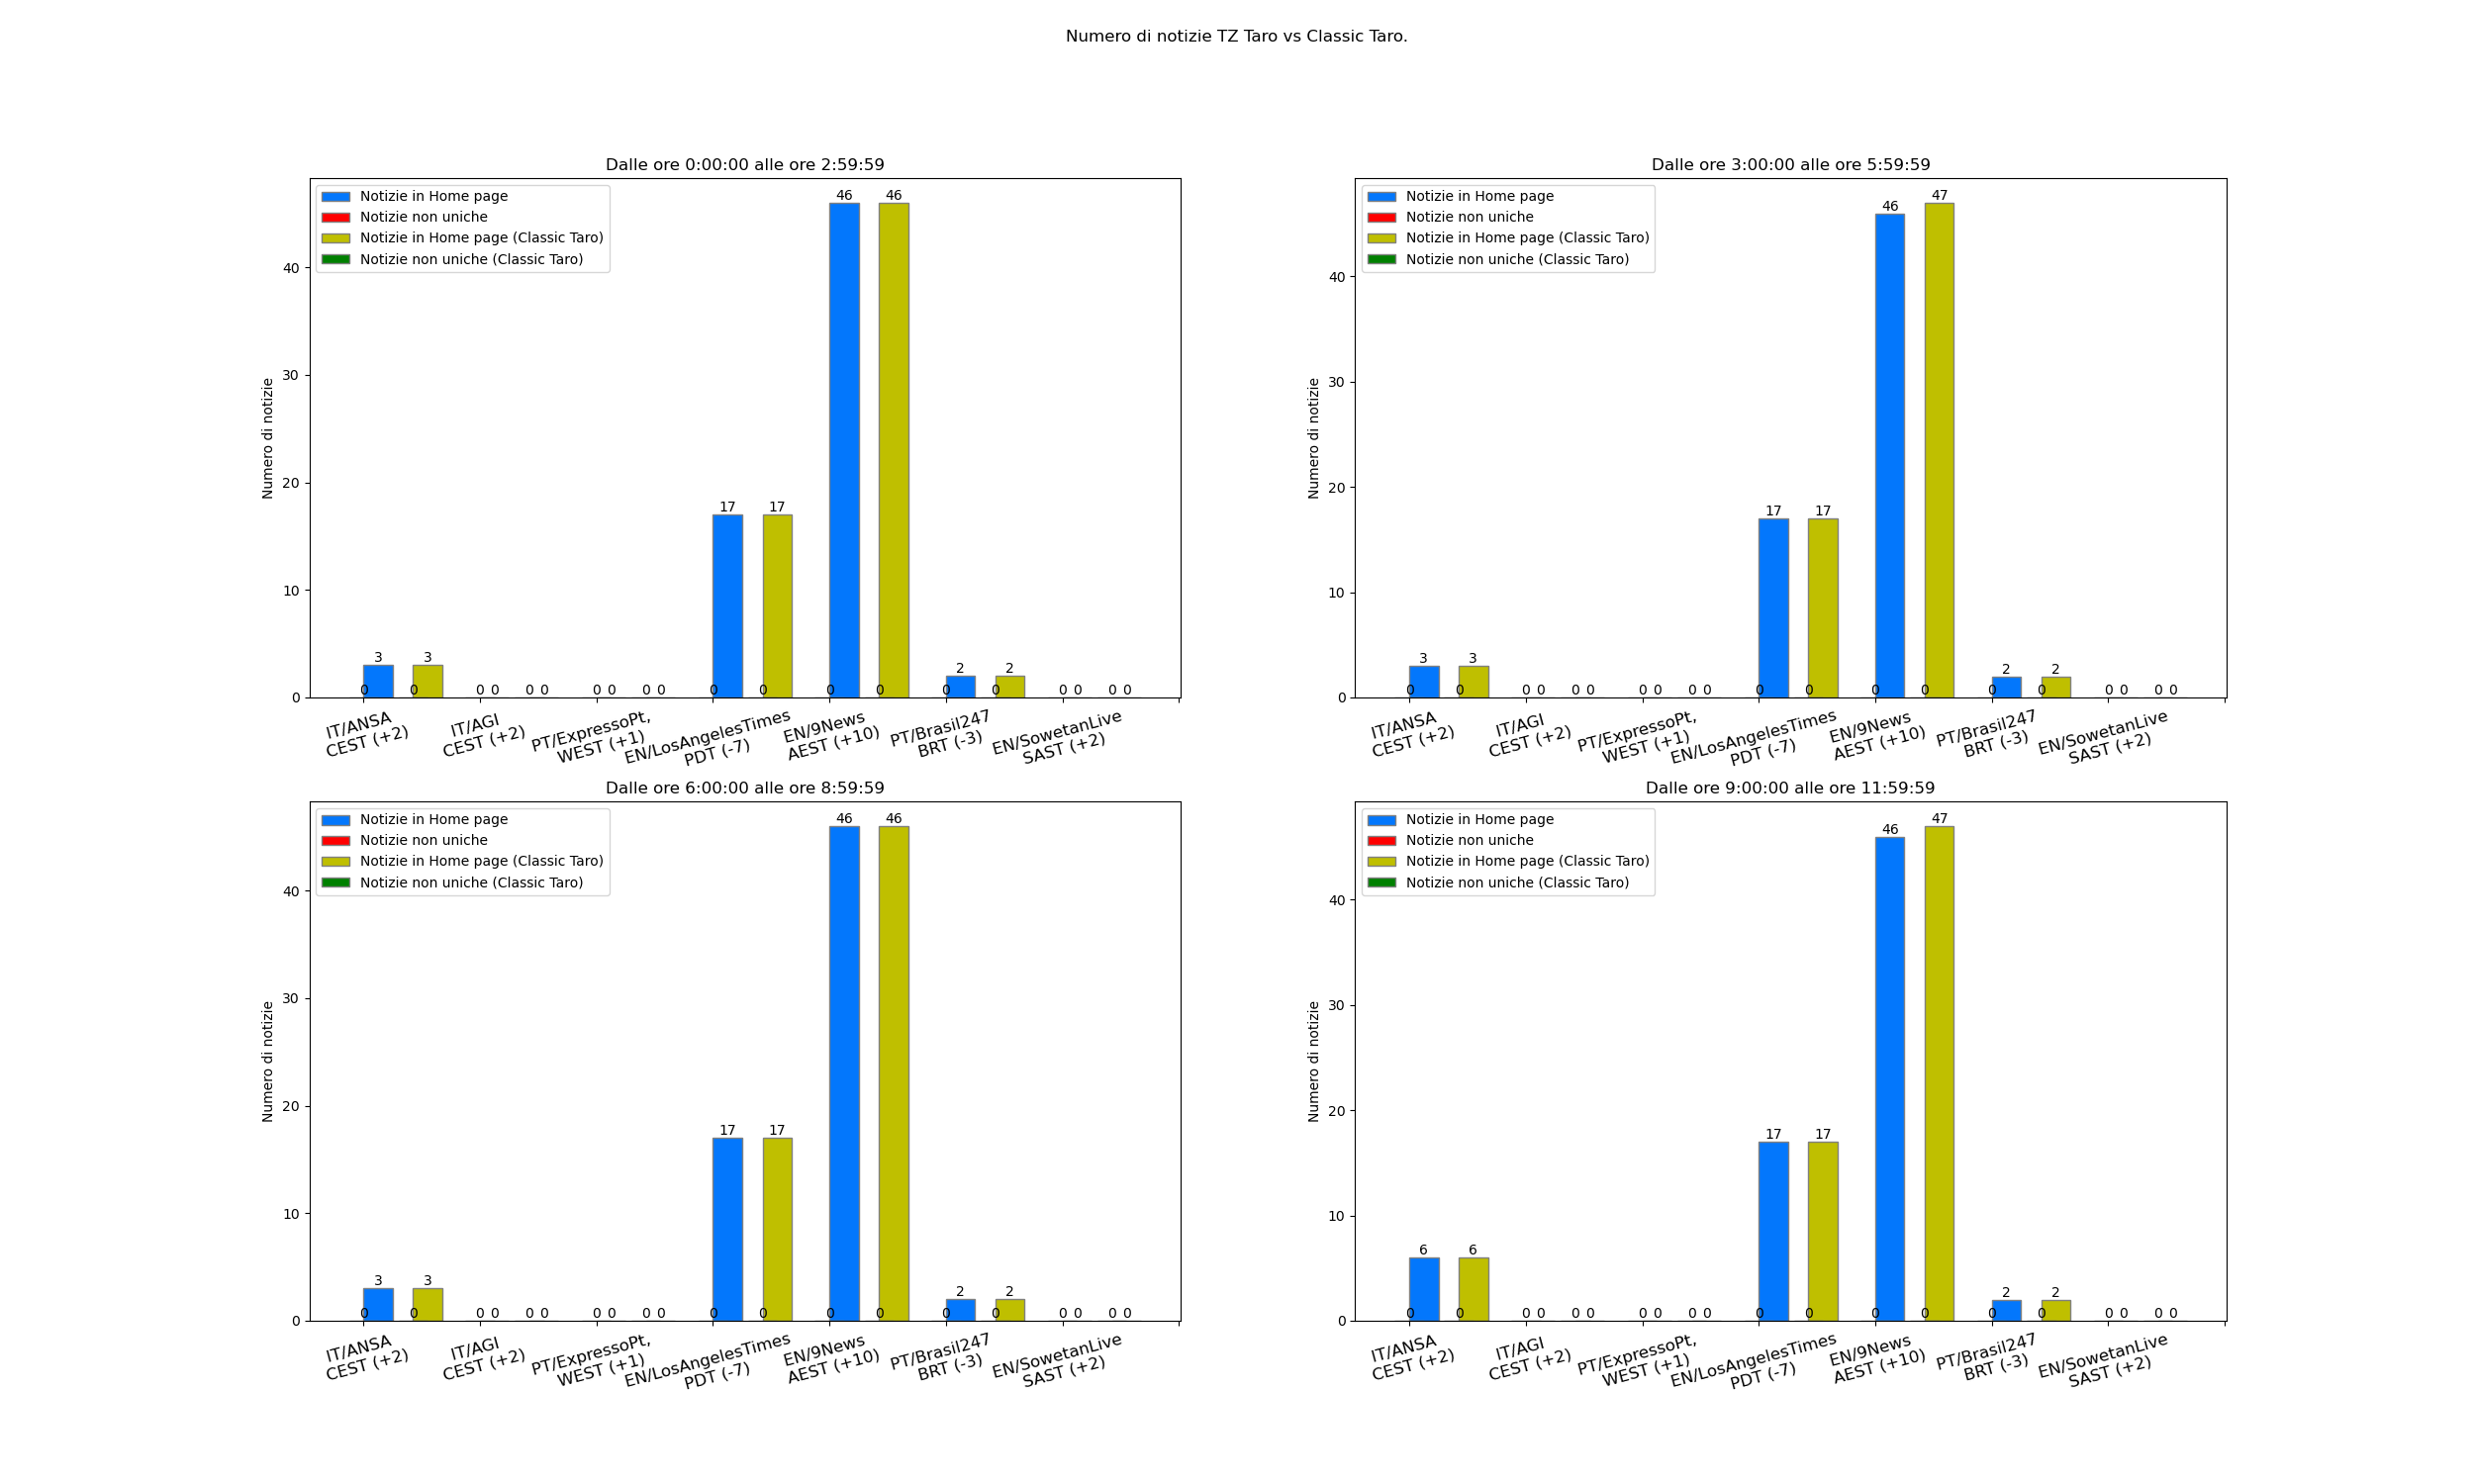 Numero di notizie TZ Taro vs Classic Taro.
Dalle ore 0:00:00 alle ore 2:59:59
Notizie in Home page
Notizie non uniche
Notizie in Home page (Classic Taro)
Notizie non uniche (Classic Taro)
Numero di notizie
40
30
20
10
0
3 3 17 17 46 46 2 2
0 0 0 0 0 0 0 0 0 0 0 0 0 0 0 0 0 0 0 0
IT/ANSA
CEST (+2)
IT/AGI
CEST (+2)
PT/ExpressoPt,
WEST (+1)
EN/LosAngelesTimes
PDT (-7)
EN/9News
AEST (+10)
PT/Brasil247
BRT (-3)
EN/SowetanLive
SAST (+2)
Dalle ore 3:00:00 alle ore 5:59:59
Notizie in Home page
Notizie non uniche
Notizie in Home page (Classic Taro)
Notizie non uniche (Classic Taro)
Numero di notizie
40
30
20
10
0
3 3 17 17 46 47 2 2
0 0 0 0 0 0 0 0 0 0 0 0 0 0 0 0 0 0 0 0
IT/ANSA
CEST (+2)
IT/AGI
CEST (+2)
PT/ExpressoPt,
WEST (+1)
EN/LosAngelesTimes
PDT (-7)
EN/9News
AEST (+10)
PT/Brasil247
BRT (-3)
EN/SowetanLive
SAST (+2)
Dalle ore 6:00:00 alle ore 8:59:59
Notizie in Home page
Notizie non uniche
Notizie in Home page (Classic Taro)
Notizie non uniche (Classic Taro)
Numero di notizie
40
30
20
10
0
3 3 17 17 46 46 2 2
0 0 0 0 0 0 0 0 0 0 0 0 0 0 0 0 0 0 0 0
IT/ANSA
CEST (+2)
IT/AGI
CEST (+2)
PT/ExpressoPt,
WEST (+1)
EN/LosAngelesTimes
PDT (-7)
EN/9News
AEST (+10)
PT/Brasil247
BRT (-3)
EN/SowetanLive
SAST (+2)
Dalle ore 9:00:00 alle ore 11:59:59
Notizie in Home page
Notizie non uniche
Notizie in Home page (Classic Taro)
Notizie non uniche (Classic Taro)
Numero di notizie
40
30
20
10
0
6 6 17 17 46 47 2 2
0 0 0 0 0 0 0 0 0 0 0 0 0 0 0 0 0 0 0 0
IT/ANSA
CEST (+2)
IT/AGI
CEST (+2)
PT/ExpressoPt,
WEST (+1)
EN/LosAngelesTimes
PDT (-7)
EN/9News
AEST (+10)
PT/Brasil247
BRT (-3)
EN/SowetanLive
SAST (+2)